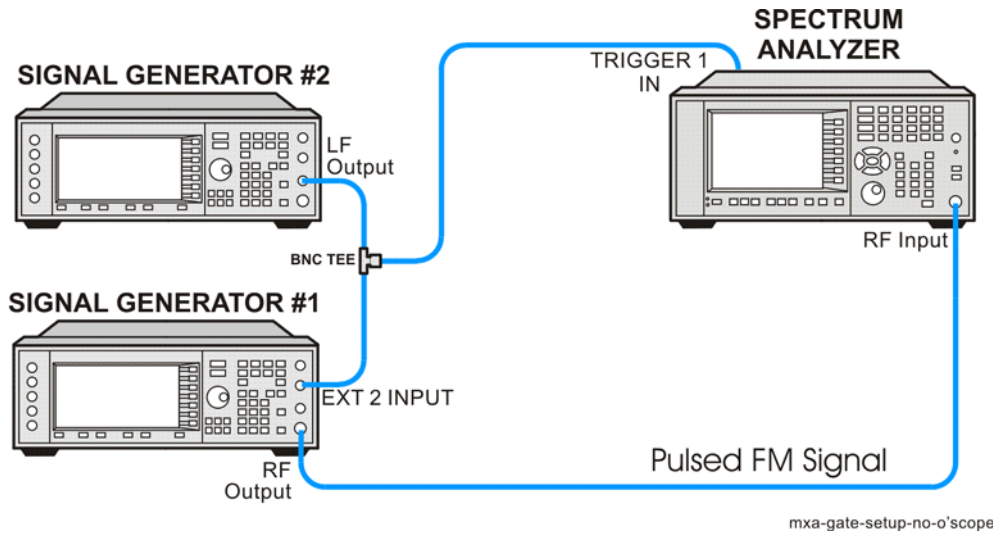 SPECTRUM
ANALYZER
TRIGGER 1
IN
SIGNAL GENERATOR #2
LF
Output
RF Input
BNC TEE
SIGNAL GENERATOR #1
EXT 2 INPUT
RF
Output
Pulsed FM Signal
mxa-gate-setup-no-o'scope